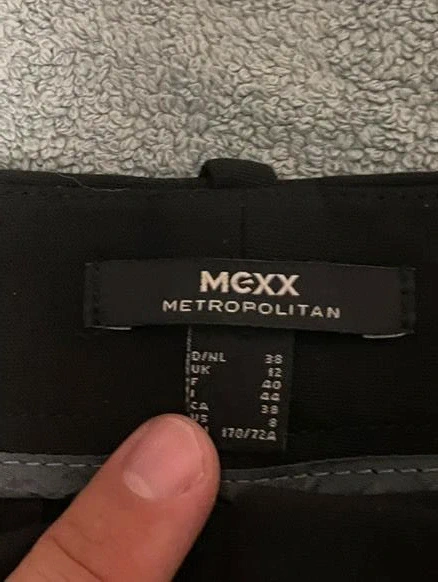 MEXX
METROPOLITAN
D/NL 38
UK 12
F 40
I 44
CA 38
US 8
170/72A